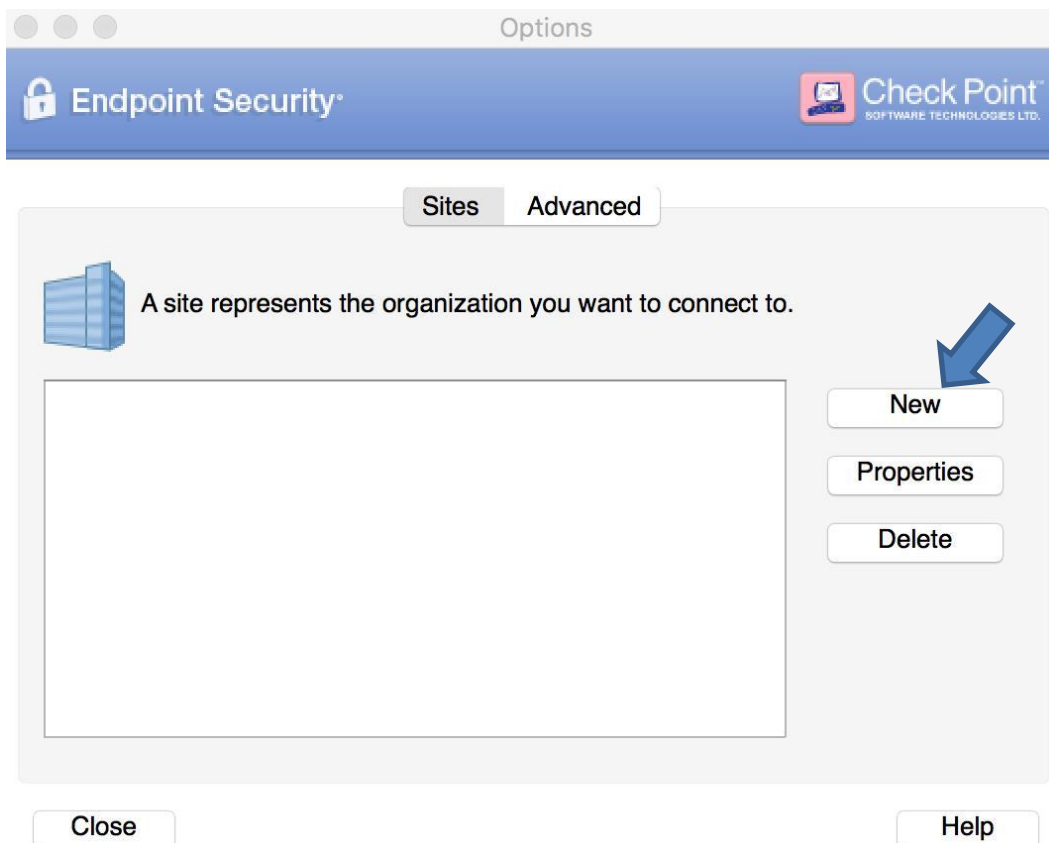 Options
Endpoint Security
Check Point™
SOFTWARE TECHNOLOGIES LTD.
Sites Advanced
A site represents the organization you want to connect to.
New
Properties
Delete
Close Help